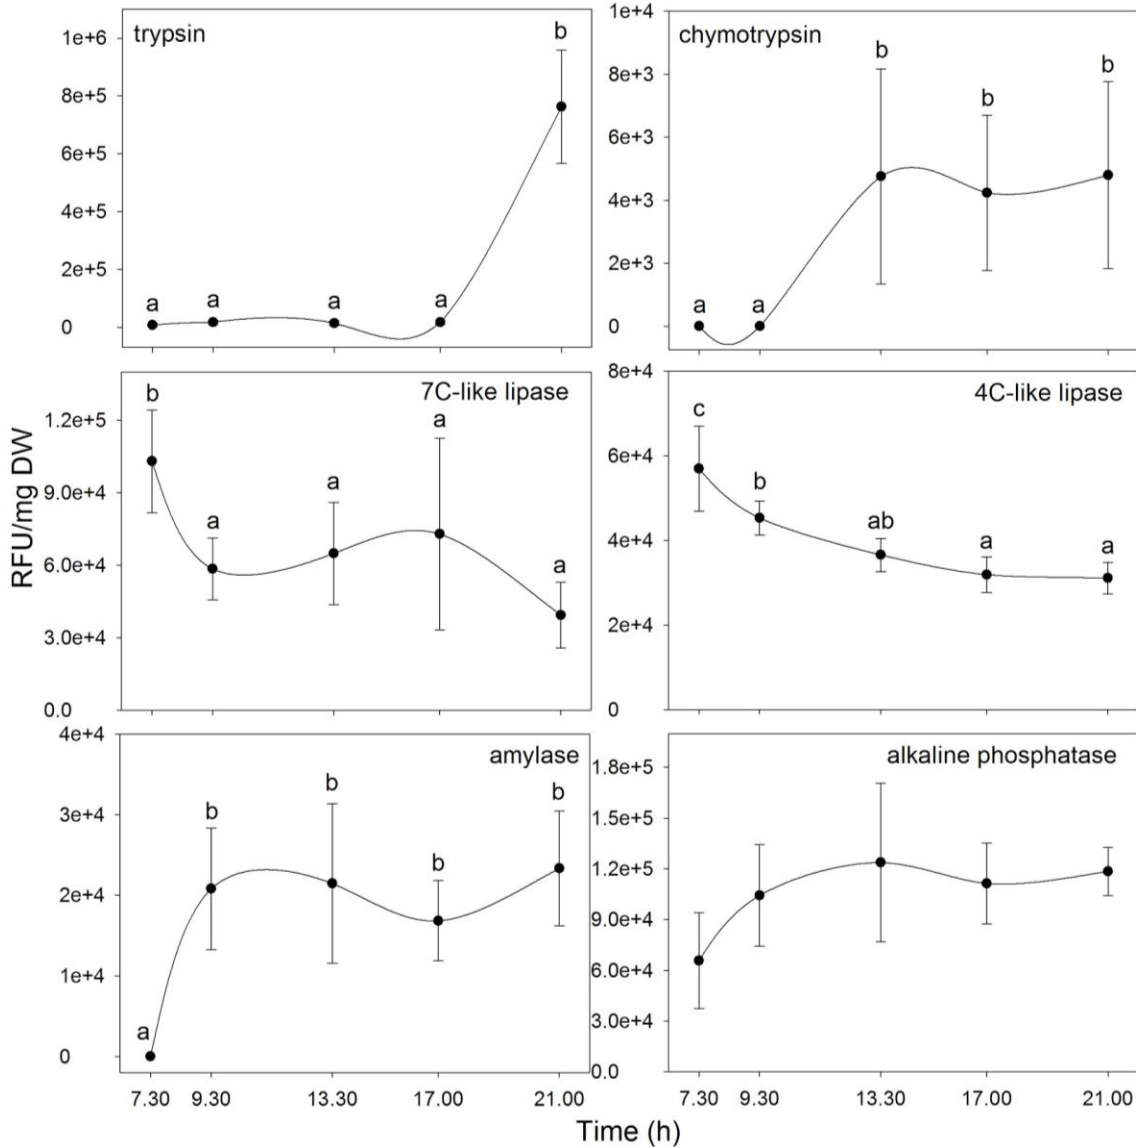 trypsin
1e+6
8e+5
6e+5
4e+5
2e+5
0
a
a
a
a
b
chymotrypsin
1e+4
8e+3
6e+3
4e+3
2e+3
0
a
a
b
b
b
RFU/mg DW
7C-like lipase
1.2e+5
9.0e+4
6.0e+4
3.0e+4
0.0
b
a
a
a
a
4C-like lipase
8e+4
6e+4
4e+4
2e+4
0
c
b
ab
a
a
amylase
4e+4
3e+4
2e+4
1e+4
0
a
b
b
b
b
7.30 9.30 13.30 17.00 21.00
alkaline phosphatase
1.8e+5
1.5e+5
1.2e+5
9.0e+4
6.0e+4
3.0e+4
0.0
7.30 9.30 13.30 17.00 21.00
Time (h)